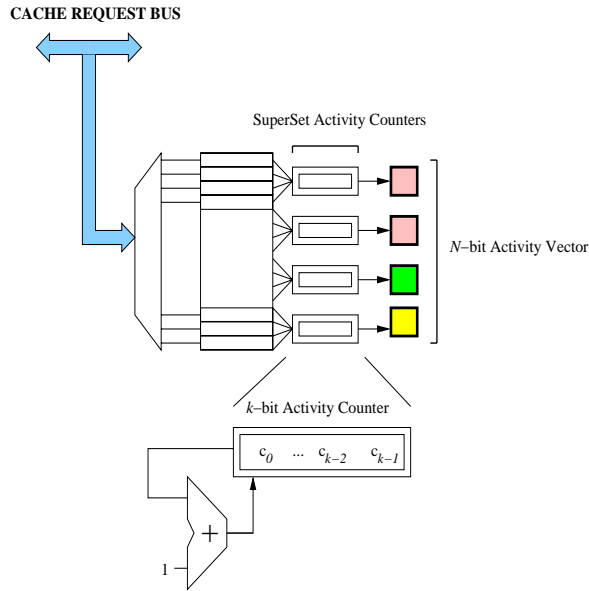 CACHE REQUEST BUS
SuperSet Activity Counters
N−bit Activity Vector
k−bit Activity Counter
c0 ... ck−2 ck−1
+
1